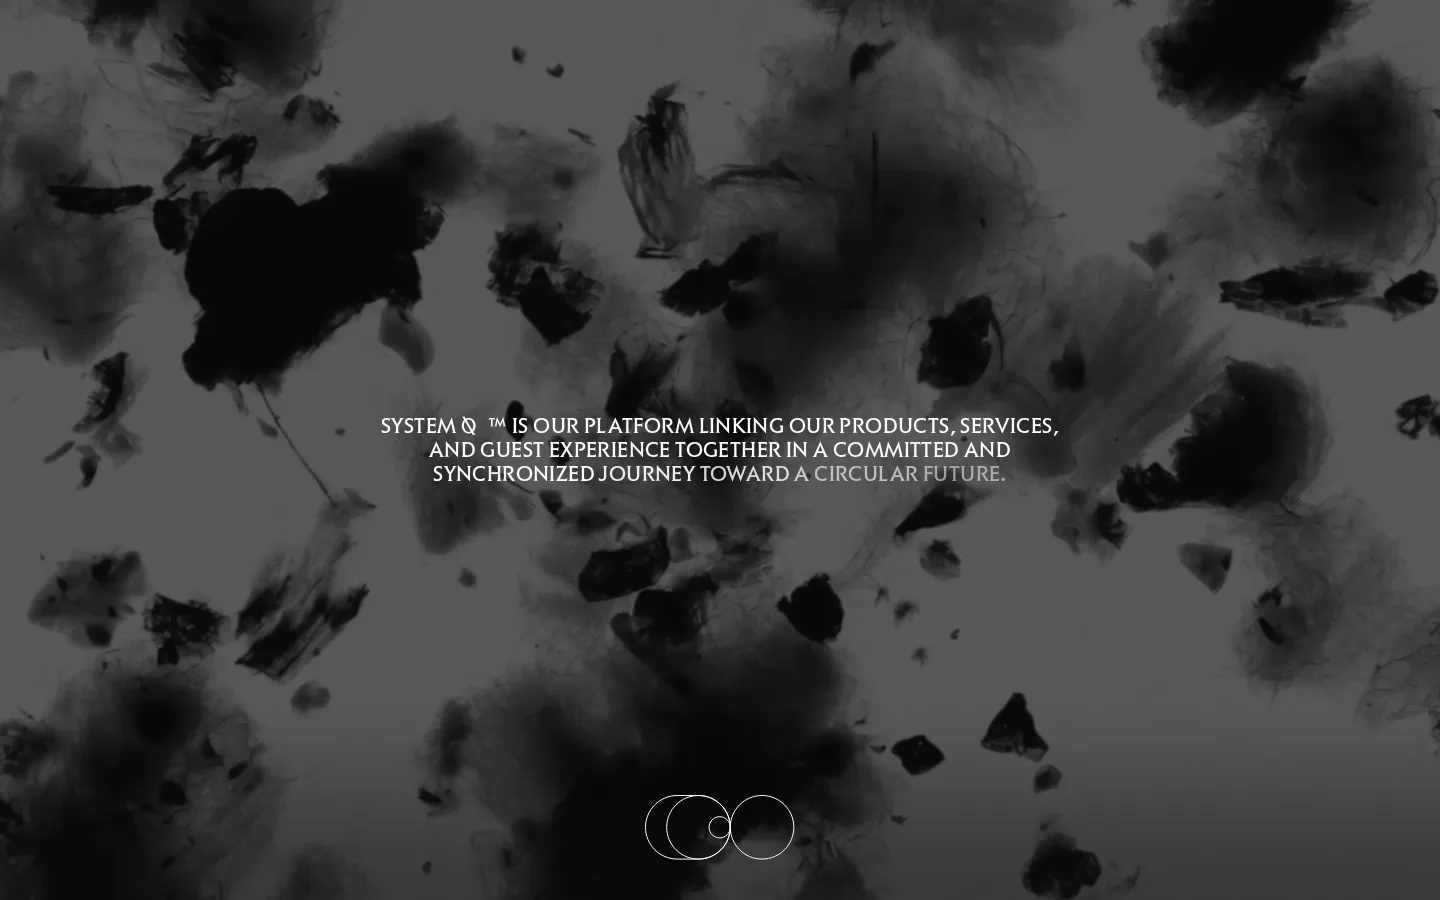 SYSTEM Ꝺ ™ IS OUR PLATFORM LINKING OUR PRODUCTS, SERVICES,
AND GUEST EXPERIENCE TOGETHER IN A COMMITTED AND
SYNCHRONIZED JOURNEY TOWARD A CIRCULAR FUTURE.